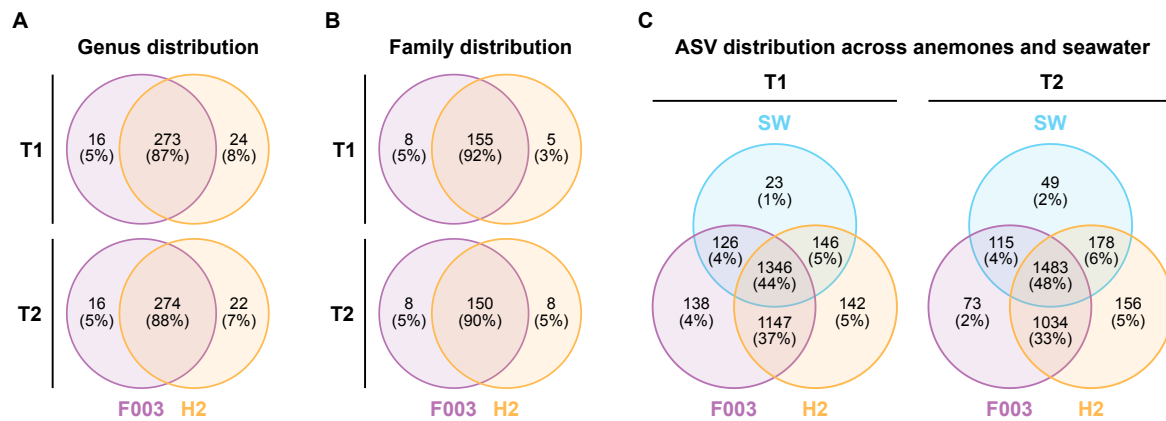 A
Genus distribution
T1
16
(5%)
273
(87%)
24
(8%)
T2
16
(5%)
274
(88%)
22
(7%)
F003 H2
B
Family distribution
T1
8
(5%)
155
(92%)
5
(3%)
T2
8
(5%)
150
(90%)
8
(5%)
F003 H2
C
ASV distribution across anemones and seawater
T1
SW
23
(1%)
126
(4%)
146
(5%)
1346
(44%)
138
(4%)
142
(5%)
1147
(37%)
F003
H2
T2
SW
49
(2%)
115
(4%)
178
(6%)
1483
(48%)
73
(2%)
156
(5%)
1034
(33%)
F003
H2